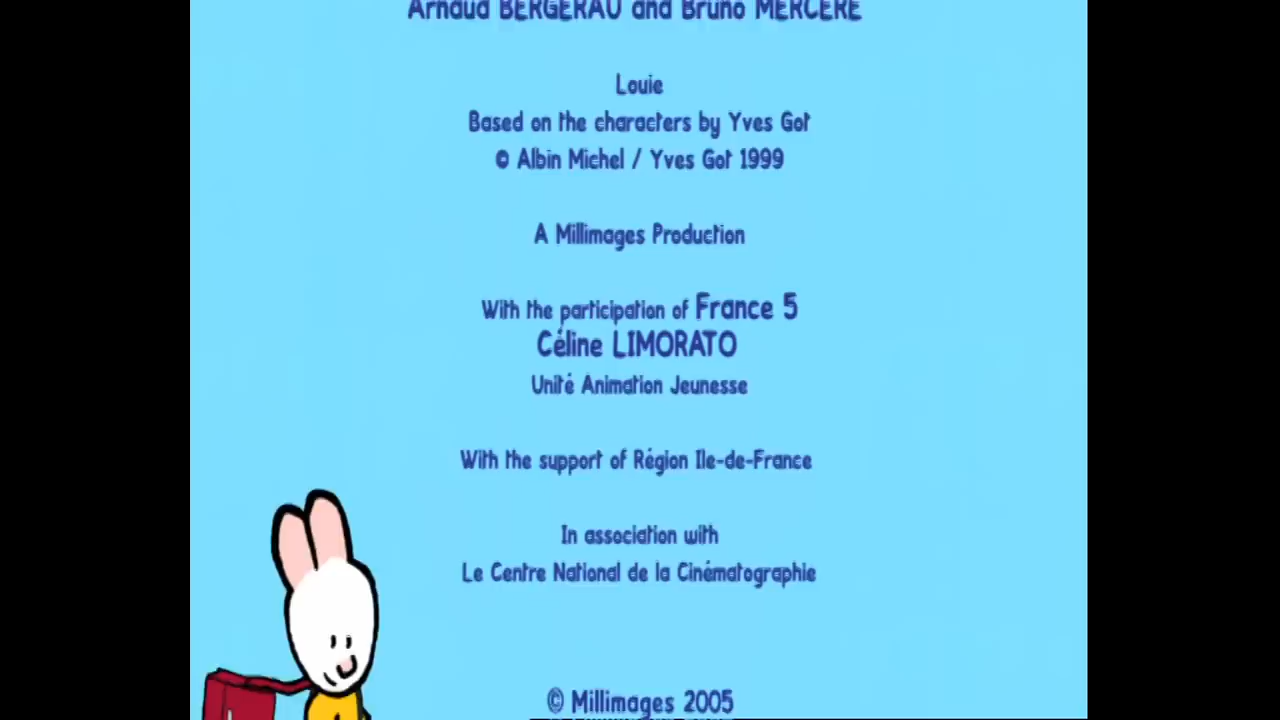 Arnaud BERGERAU and Bruno MERCERE
Louie
Based on the characters by Yves Got
© Albin Michel / Yves Got 1999
A Millimages Production
With the participation of France 5
Céline LIMORATO
Unité Animation Jeunesse
With the support of Région Ile-de-France
In association with
Le Centre National de la Cinématographie
© Millimages 2005